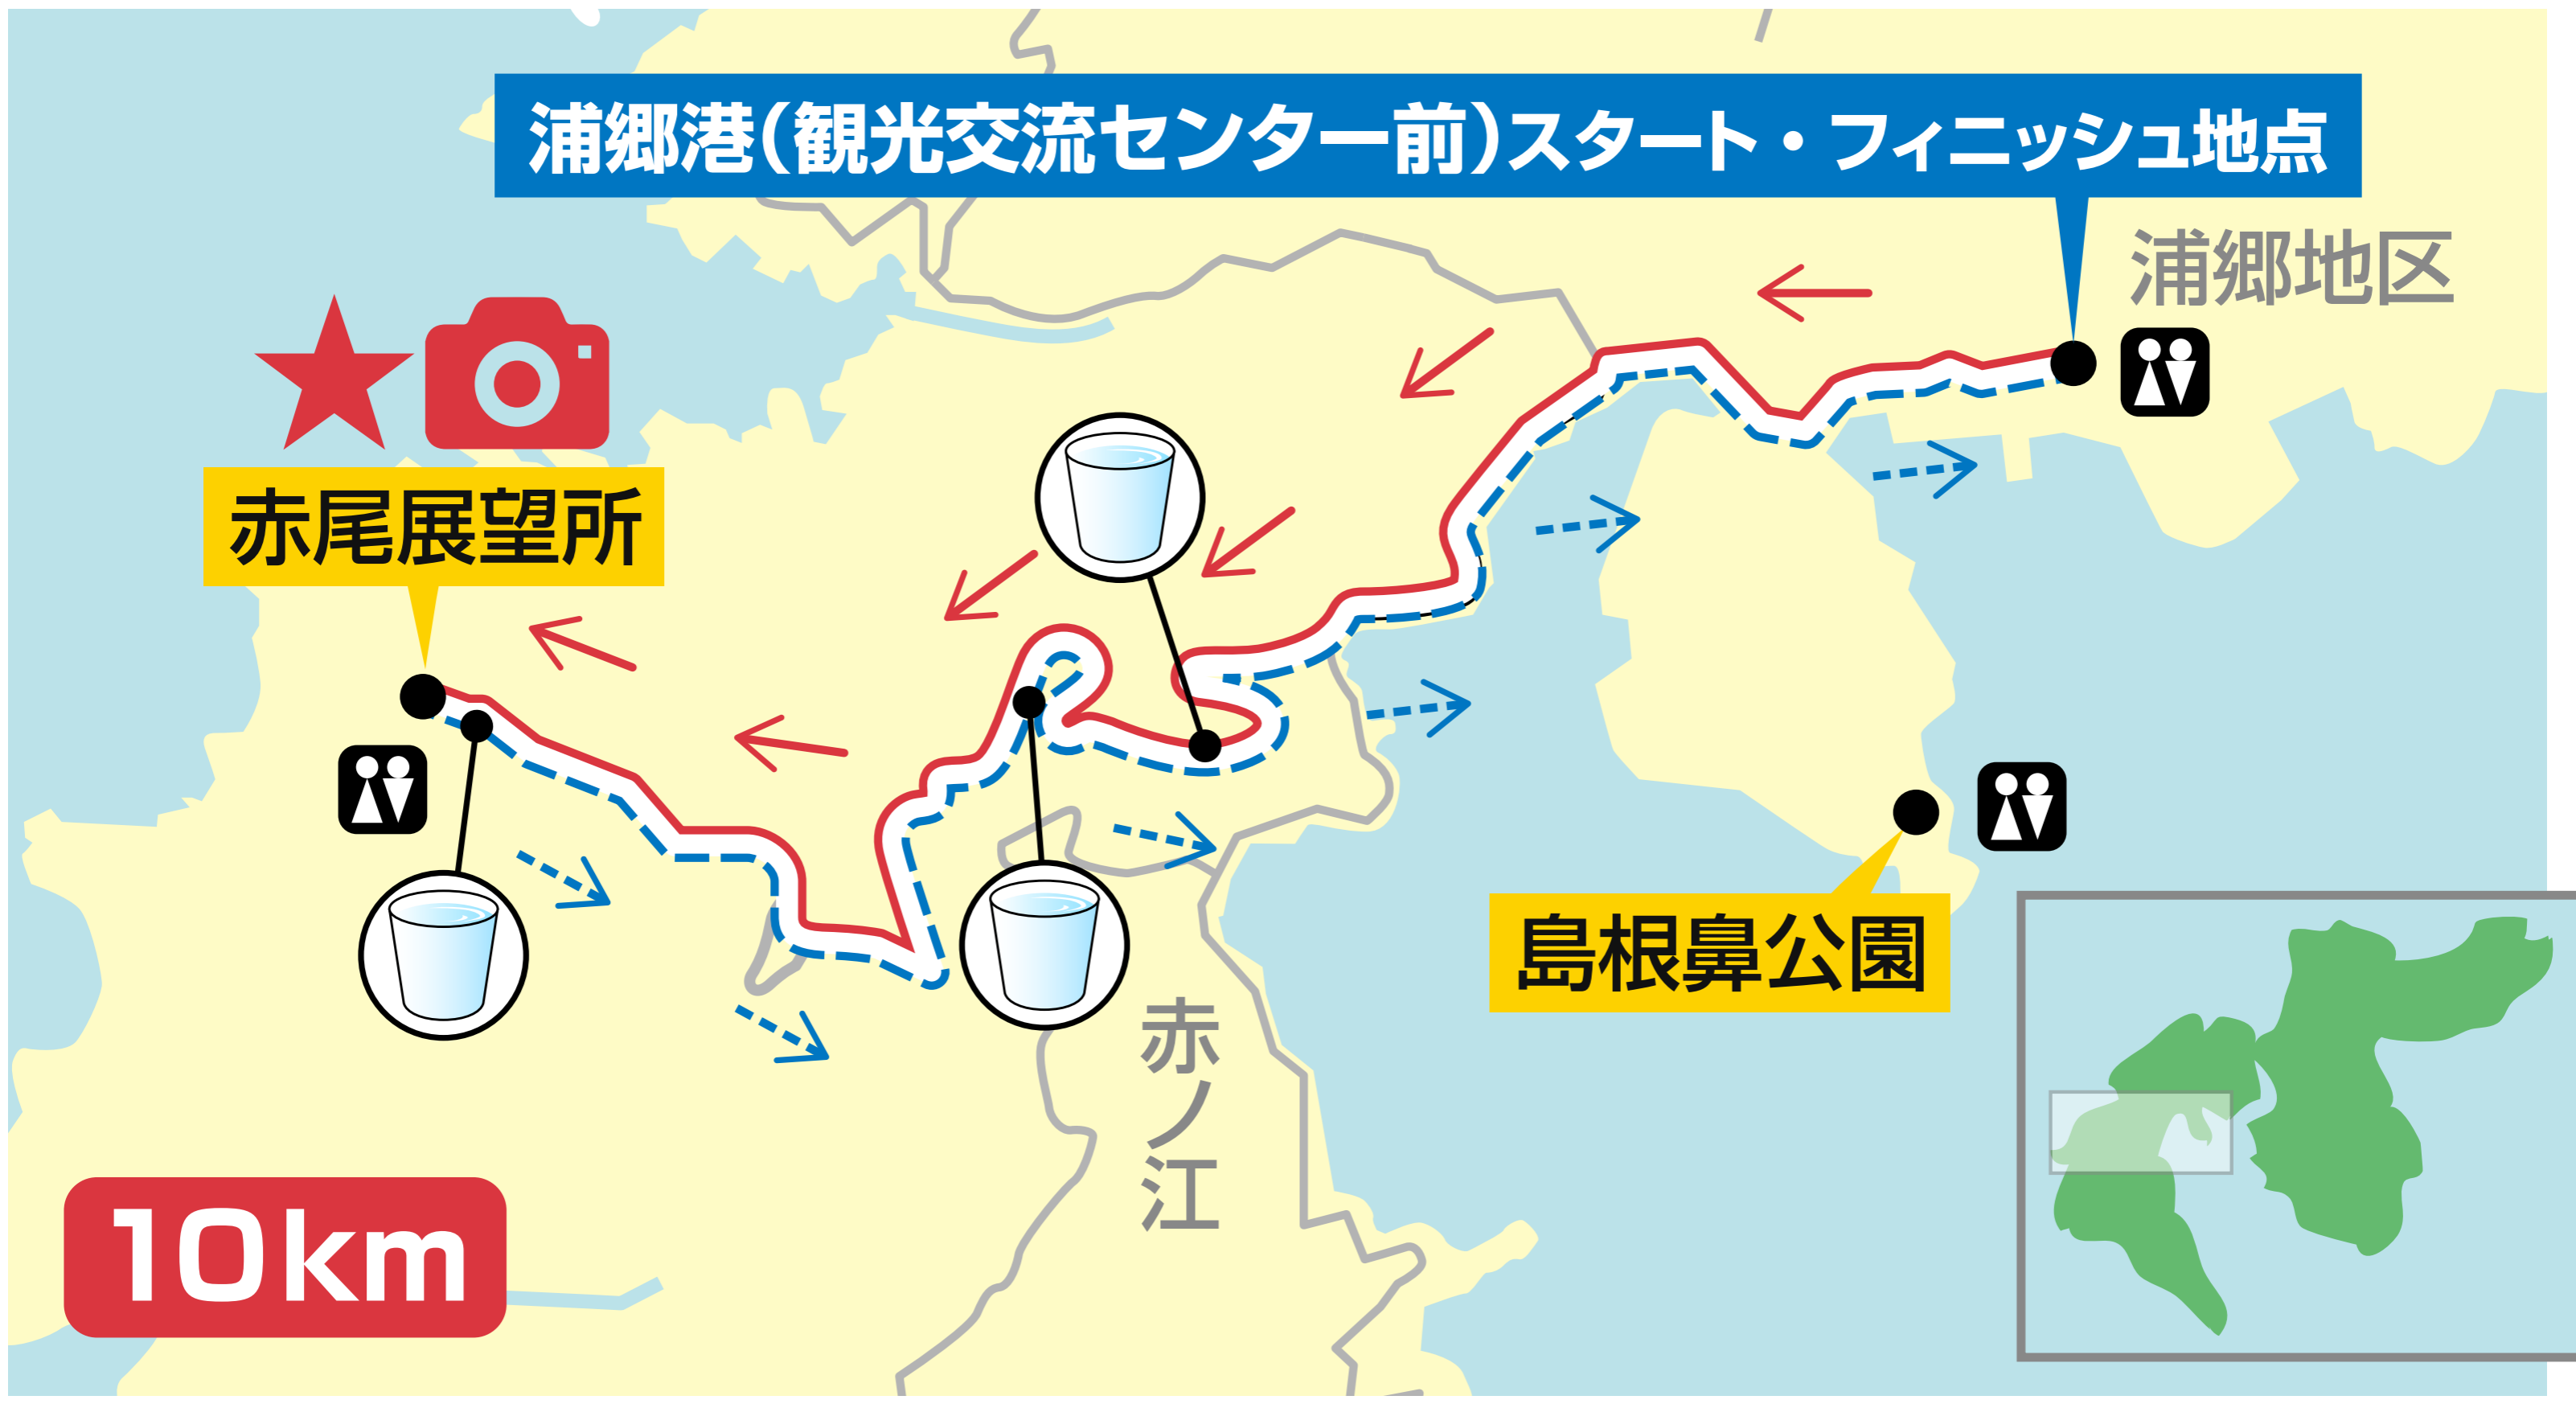 浦郷港(観光交流センター前)スタート・フィニッシュ地点
浦郷地区
赤尾展望所
島根鼻公園
赤ノ江
10km